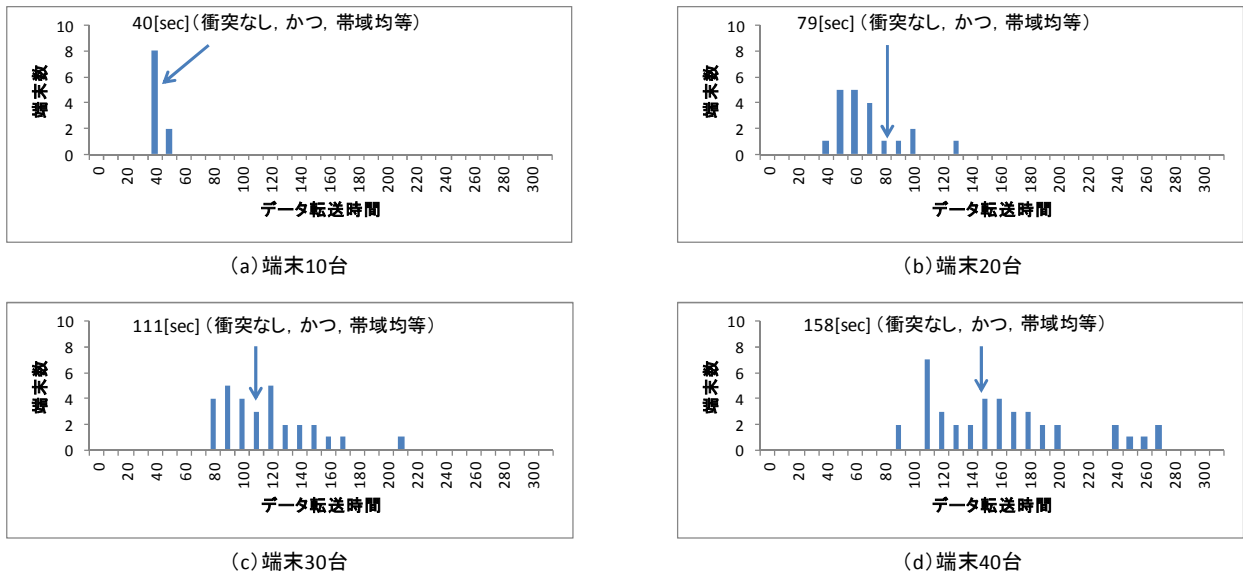 40[sec]（衝突なし，かつ，帯域均等）
端末数
10
8
6
4
2
0
0 20 40 60 80 100 120 140 160 180 200 220 240 260 280 300
データ転送時間
（a）端末10台
79[sec]（衝突なし，かつ，帯域均等）
端末数
10
8
6
4
2
0
0 20 40 60 80 100 120 140 160 180 200 220 240 260 280 300
データ転送時間
（b）端末20台
111[sec]（衝突なし，かつ，帯域均等）
端末数
10
8
6
4
2
0
0 20 40 60 80 100 120 140 160 180 200 220 240 260 280 300
データ転送時間
（c）端末30台
158[sec]（衝突なし，かつ，帯域均等）
端末数
10
8
6
4
2
0
0 20 40 60 80 100 120 140 160 180 200 220 240 260 280 300
データ転送時間
（d）端末40台